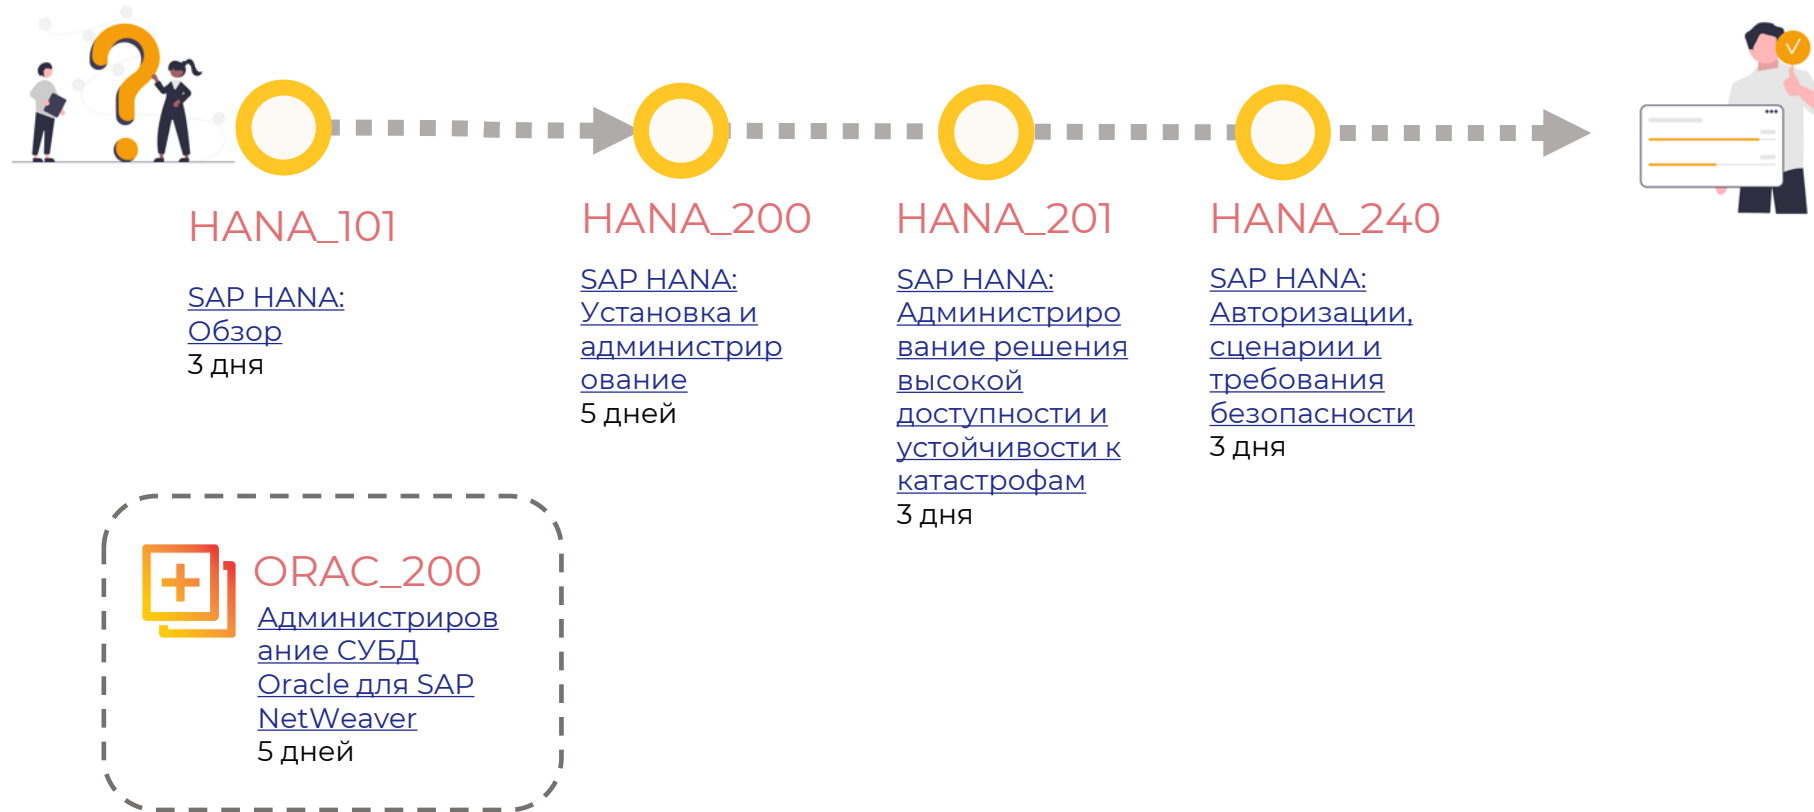 HANA_101
SAP HANA:
Обзор
3 дня
HANA_200
SAP HANA:
Установка и
администрир
ование
5 дней
HANA_201
SAP HANA:
Администриро
вание решения
высокой
доступности и
устойчивости к
катастрофам
3 дня
HANA_240
SAP HANA:
Авторизации,
сценарии и
требования
безопасности
3 дня
ORAC_200
Администриров
ание СУБД
Oracle для SAP
NetWeaver
5 дней